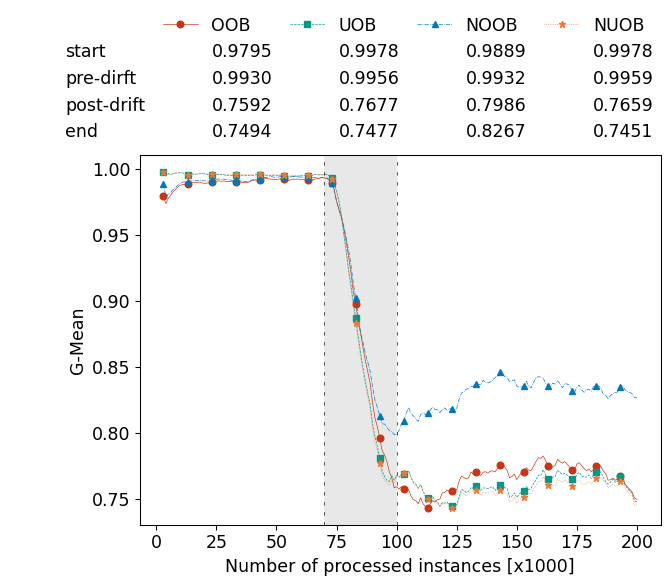 OOB UOB NOOB NUOB
start 0.9795 0.9978 0.9889 0.9978
pre-dirft 0.9930 0.9956 0.9932 0.9959
post-drift 0.7592 0.7677 0.7986 0.7659
end 0.7494 0.7477 0.8267 0.7451
1.00
0.95
0.90
0.85
0.80
0.75
G-Mean
0 25 50 75 100 125 150 175 200
Number of processed instances [x1000]